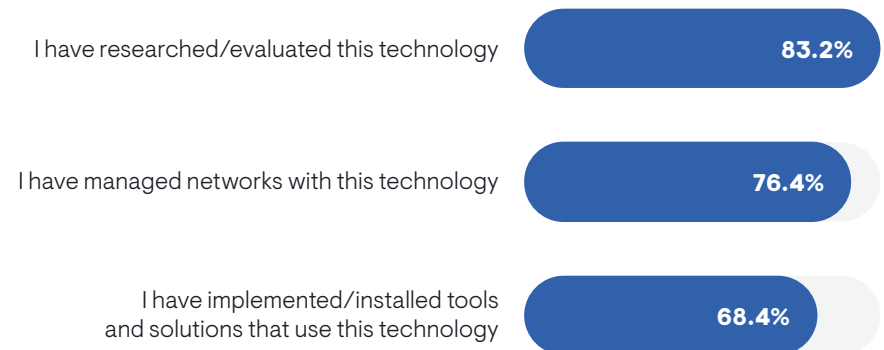 I have researched/evaluated this technology
83.2%
I have managed networks with this technology
76.4%
I have implemented/installed tools
and solutions that use this technology
68.4%